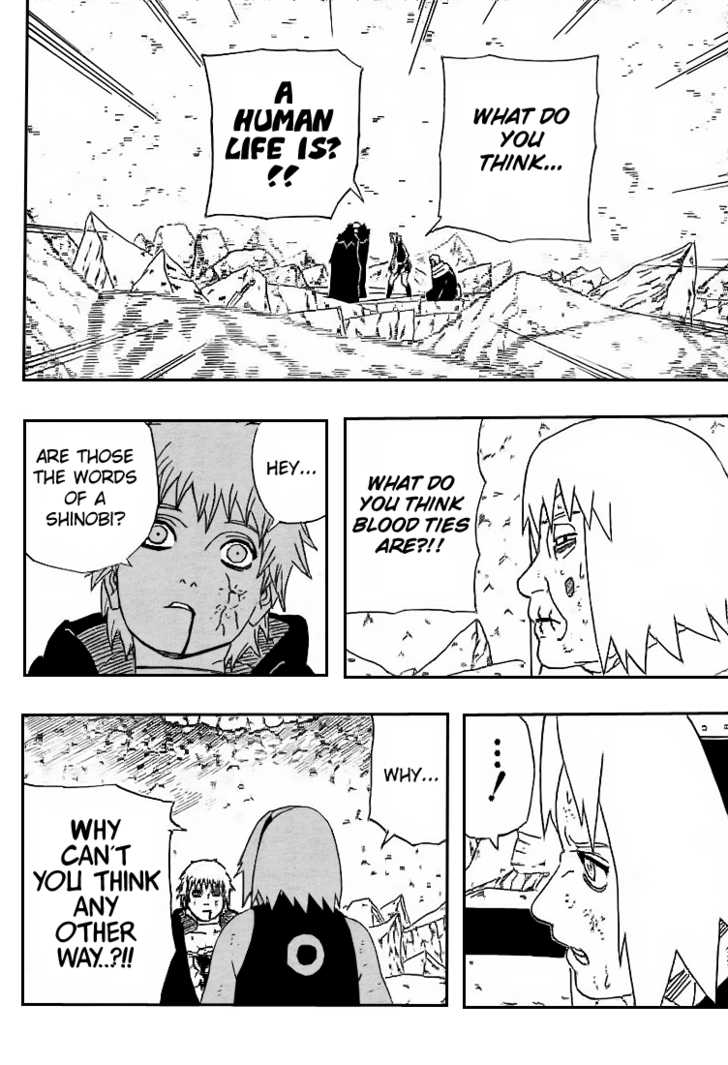 WHAT DO
YOU
THINK...
A
HUMAN
LIFE IS?
!!
WHAT DO
YOU THINK
BLOOD TIES
ARE?!!
HEY...
ARE THOSE
THE WORDS
OF A
SHINOBI?
...!
WHY...
WHY
CAN'T
YOU THINK
ANY
OTHER
WAY..?!!